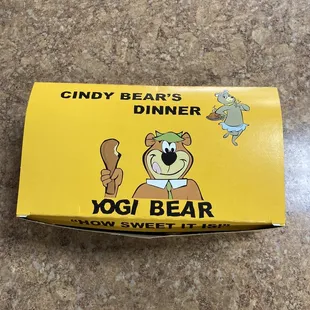 CINDY BEAR'S
DINNER
YOGI BEAR
"HOW SWEET IT IS!"